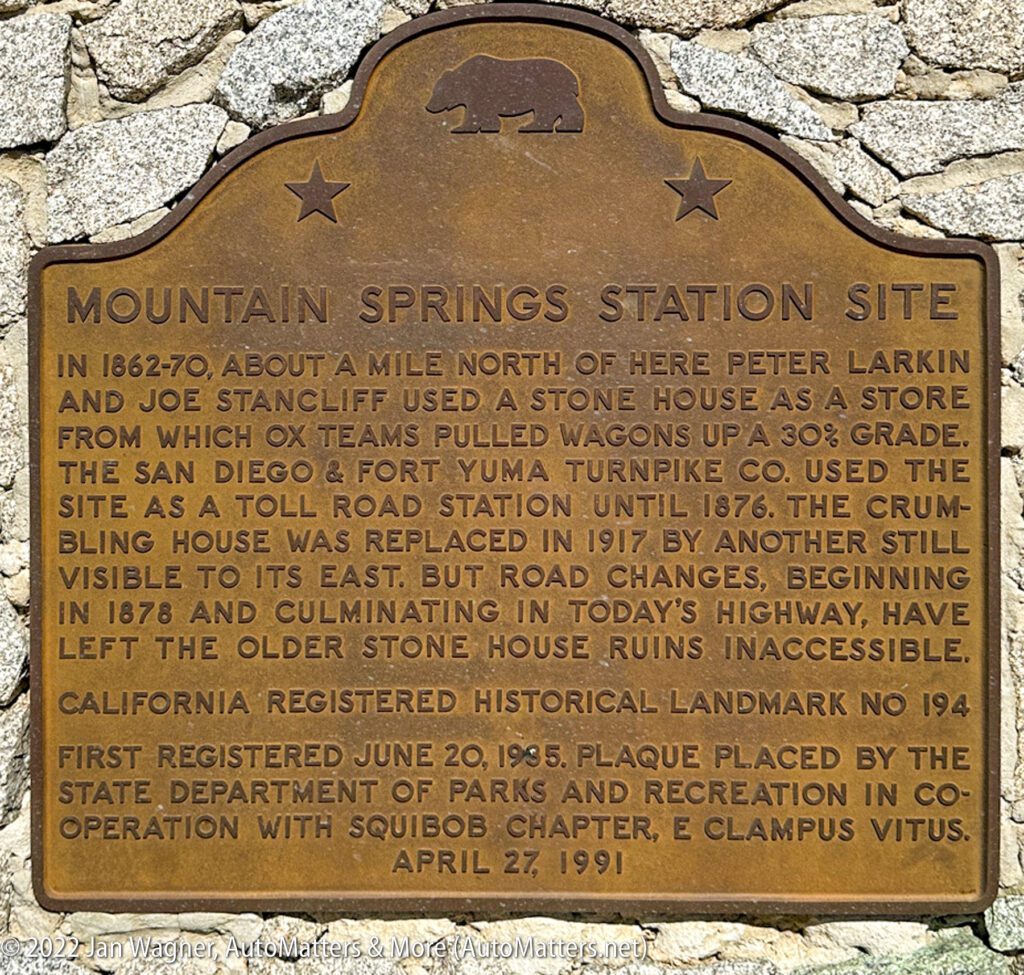 MOUNTAIN SPRINGS STATION SITE
IN 1862-70, ABOUT A MILE NORTH OF HERE PETER LARKIN
AND JOE STANCLIFF USED A STONE HOUSE AS A STORE
FROM WHICH OX TEAMS PULLED WAGONS UP A 30% GRADE.
THE SAN DIEGO & FORT YUMA TURNPIKE CO. USED THE
SITE AS A TOLL ROAD STATION UNTIL 1876. THE CRUM-
BLING HOUSE WAS REPLACED IN 1917 BY ANOTHER STILL
VISIBLE TO ITS EAST. BUT ROAD CHANGES, BEGINNING
IN 1878 AND CULMINATING IN TODAY'S HIGHWAY, HAVE
LEFT THE OLDER STONE HOUSE RUINS INACCESSIBLE.
CALIFORNIA REGISTERED HISTORICAL LANDMARK NO 194
FIRST REGISTERED JUNE 20, 1935. PLAQUE PLACED BY THE
STATE DEPARTMENT OF PARKS AND RECREATION IN CO-
OPERATION WITH SQUIBOB CHAPTER, E CLAMPUS VITUS.
APRIL 27, 1991
© 2022 Jan Wagner, AutoMatters & More (AutoMatters.net)